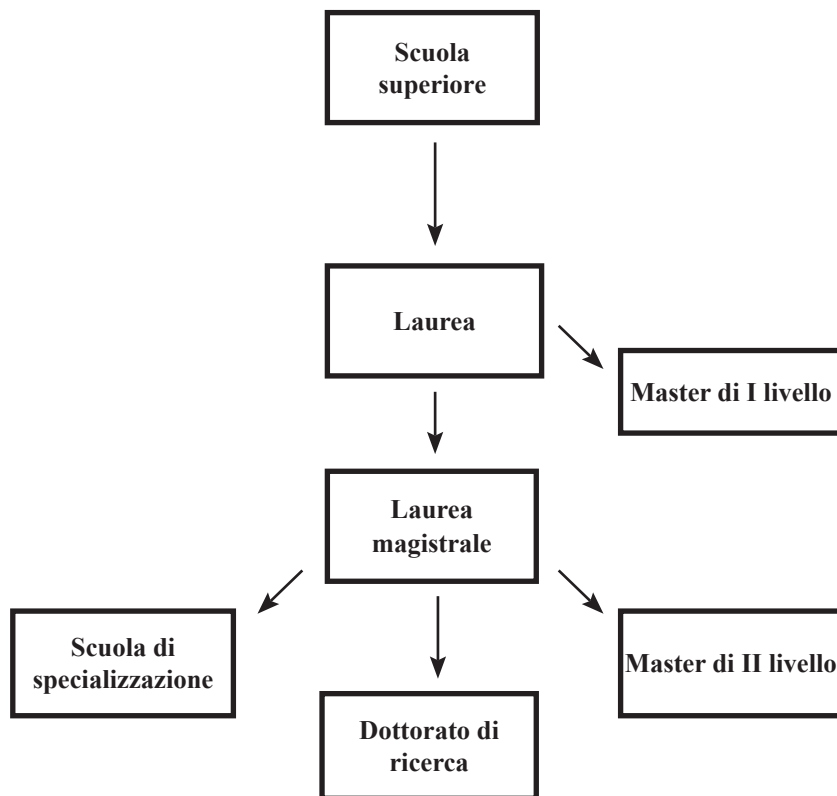 Scuola
superiore
Laurea
Master di I livello
Laurea
magistrale
Scuola di
specializzazione
Master di II livello
Dottorato di
ricerca